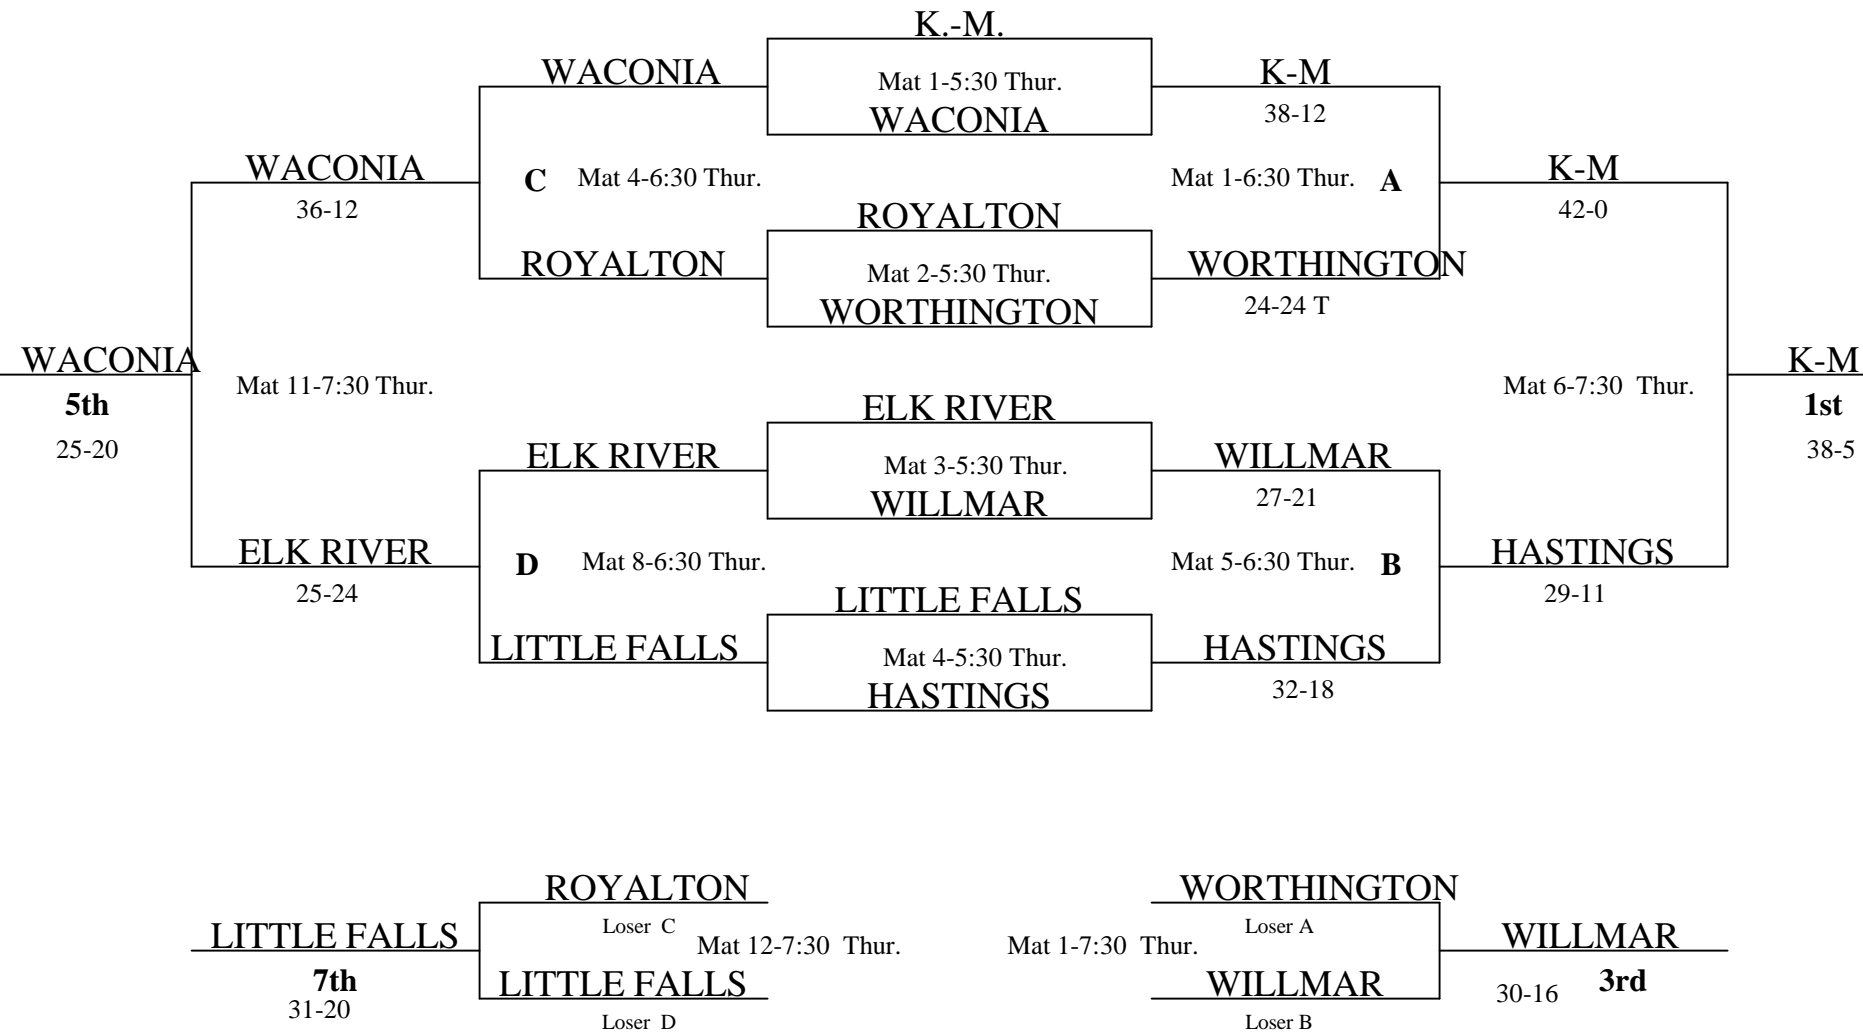 K.-M.
WACONIA
Mat 1-5:30 Thur.
K-M
WACONIA
38-12
WACONIA
C
Mat 4-6:30 Thur.
Mat 1-6:30 Thur.
A
K-M
36-12
ROYALTON
42-0
ROYALTON
Mat 2-5:30 Thur.
WORTHINGTON
WORTHINGTON
24-24 T
WACONIA
Mat 11-7:30 Thur.
Mat 6-7:30 Thur.
K-M
5th
ELK RIVER
1st
25-20
ELK RIVER
Mat 3-5:30 Thur.
WILLMAR
38-5
WILLMAR
27-21
ELK RIVER
D
Mat 8-6:30 Thur.
Mat 5-6:30 Thur.
B
HASTINGS
25-24
LITTLE FALLS
29-11
LITTLE FALLS
Mat 4-5:30 Thur.
HASTINGS
HASTINGS
32-18
ROYALTON
WORTHINGTON
Loser C
Loser A
LITTLE FALLS
Mat 12-7:30 Thur.
Mat 1-7:30 Thur.
WILLMAR
7th
LITTLE FALLS
WILLMAR
30-16
3rd
31-20
Loser D
Loser B